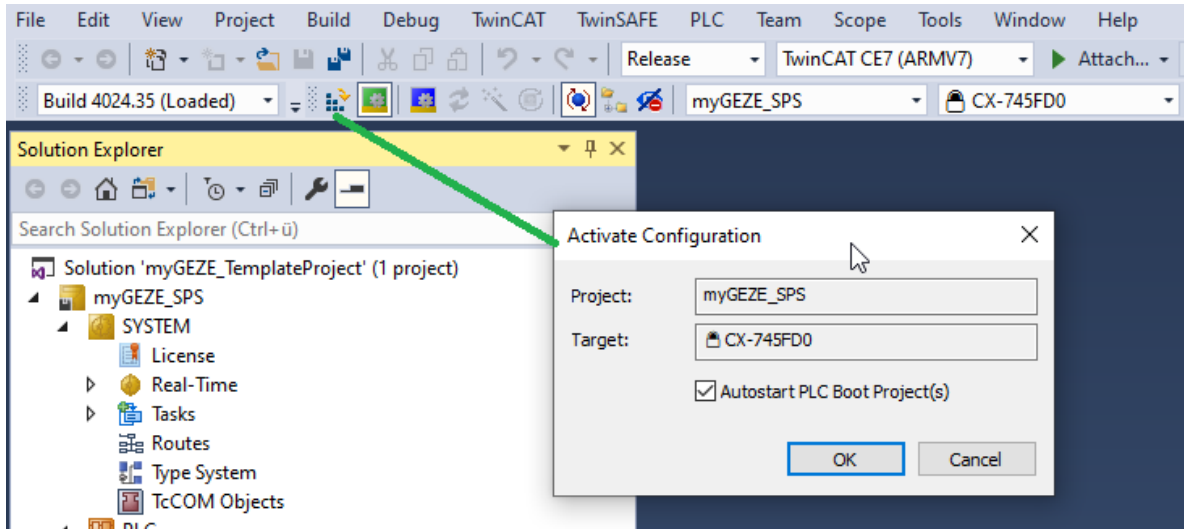 File Edit View Project Build Debug TwinCAT TwinSAFE PLC Team Scope Tools Window Help
Release TwinCAT CE7 (ARMV7) Attach...
Build 4024.35 (Loaded) myGEZE_SPS CX-745FD0
Solution Explorer
Search Solution Explorer (Ctrl+ü)
Solution 'myGEZE_TemplateProject' (1 project)
myGEZE_SPS
SYSTEM
License
Real-Time
Tasks
Routes
Type System
TcCOM Objects
PLC
Activate Configuration
Project: myGEZE_SPS
Target: CX-745FD0
Autostart PLC Boot Project(s)
OK Cancel